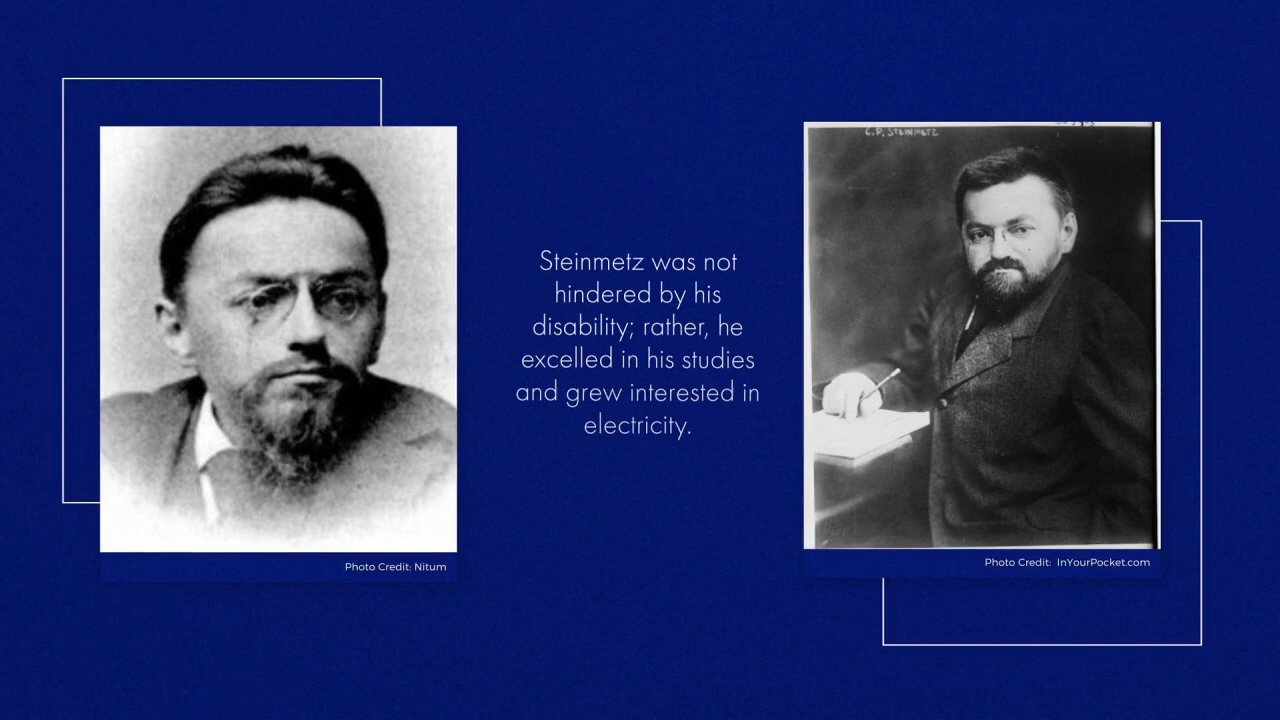 C.P. STEINMETZ
Steinmetz was not
hindered by his
disability; rather, he
excelled in his studies
and grew interested in
electricity.
Photo Credit: Nitum
Photo Credit: InYourPocket.com